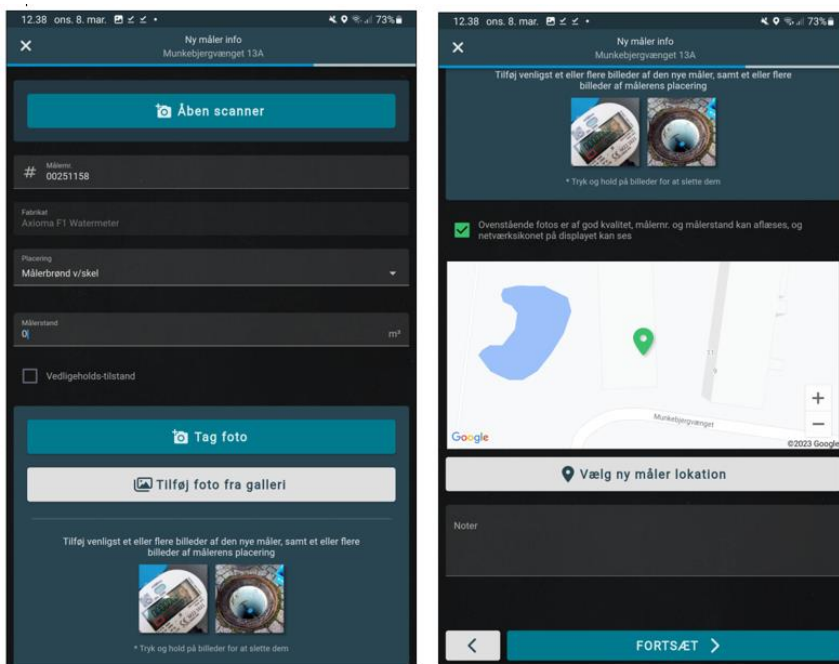 12.38 ons. 8. mar.
73%
Ny måler info
Munkebjergvænget 13A
Åben scanner
Målernr.
# 00251158
Fabrikat
Axioma F1 Watermeter
Placering
Målerbrønd v/skel
Målerstand
0 m³
Vedligeholds-tilstand
Tag foto
Tilføj foto fra galleri
Tilføj venligst et eller flere billeder af den nye måler, samt et eller flere
billeder af målerens placering
* Tryk og hold på billeder for at slette dem
12.38 ons. 8. mar.
73%
Ny måler info
Munkebjergvænget 13A
Tilføj venligst et eller flere billeder af den nye måler, samt et eller flere
billeder af målerens placering
* Tryk og hold på billeder for at slette dem
Ovenstående fotos er af god kvalitet, målernr. og målerstand kan aflæses, og
netværksikonet på displayet kan ses
Munkebjergvænget
+
−
Google
©2023 Google
Vælg ny måler lokation
Noter
FORTSÆT